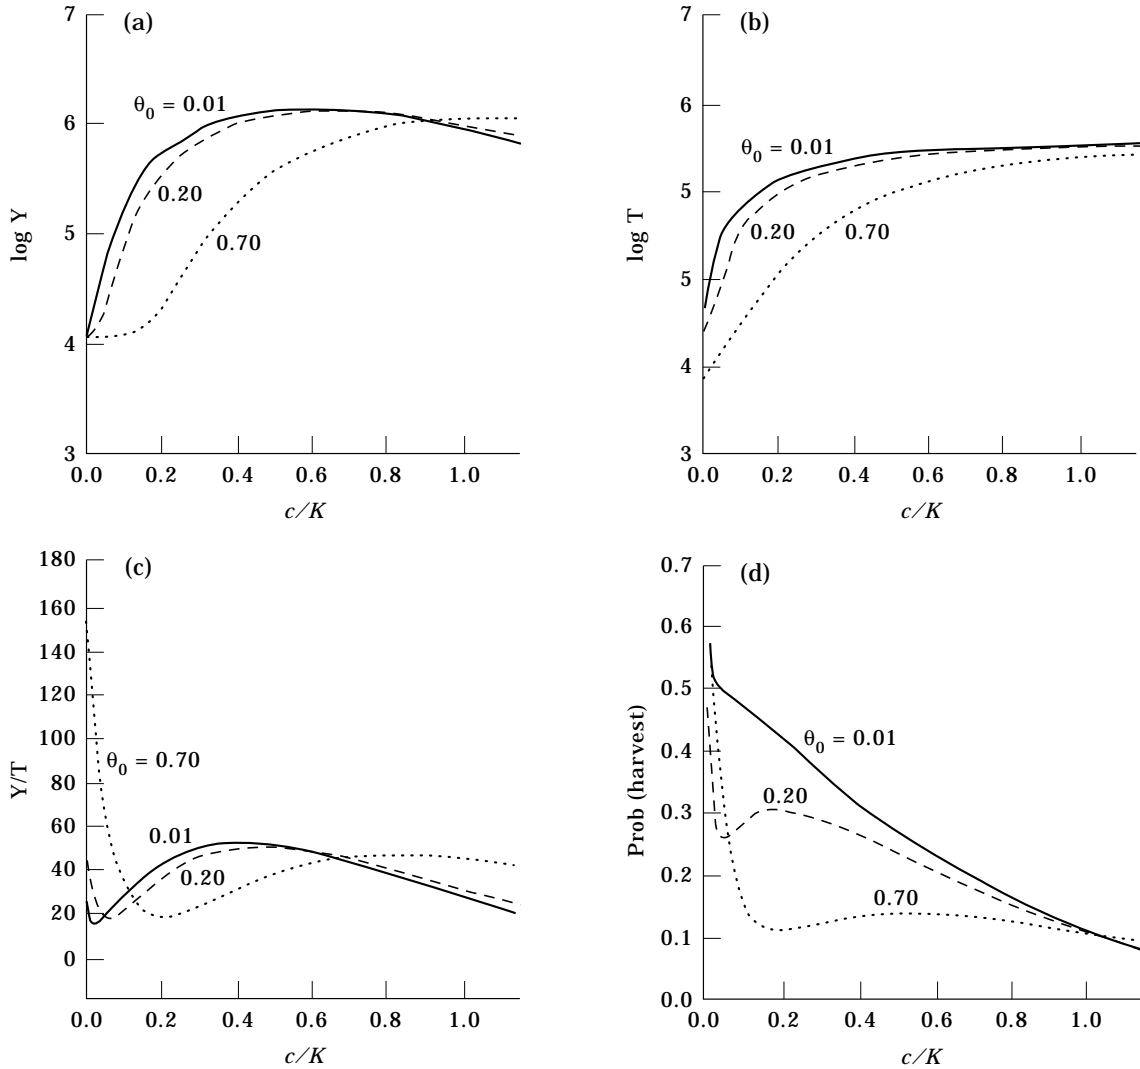 (a)
7
6
5
4
3
log Y
θ0 = 0.01
0.20
0.70
0.0 0.2 0.4 0.6 0.8 1.0
c/K
(b)
7
6
5
5
4
3
log T
θ0 = 0.01
0.20
0.70
0.0 0.2 0.4 0.6 0.8 1.0
c/K
(c)
180
160
140
120
100
80
60
40
20
0
Y/T
θ0 = 0.70
0.01
0.20
0.0 0.2 0.4 0.6 0.8 1.0
c/K
(d)
0.7
0.6
0.5
0.4
0.3
0.2
0.1
0.0
Prob (harvest)
θ0 = 0.01
0.20
0.70
0.0 0.2 0.4 0.6 0.8 1.0
c/K